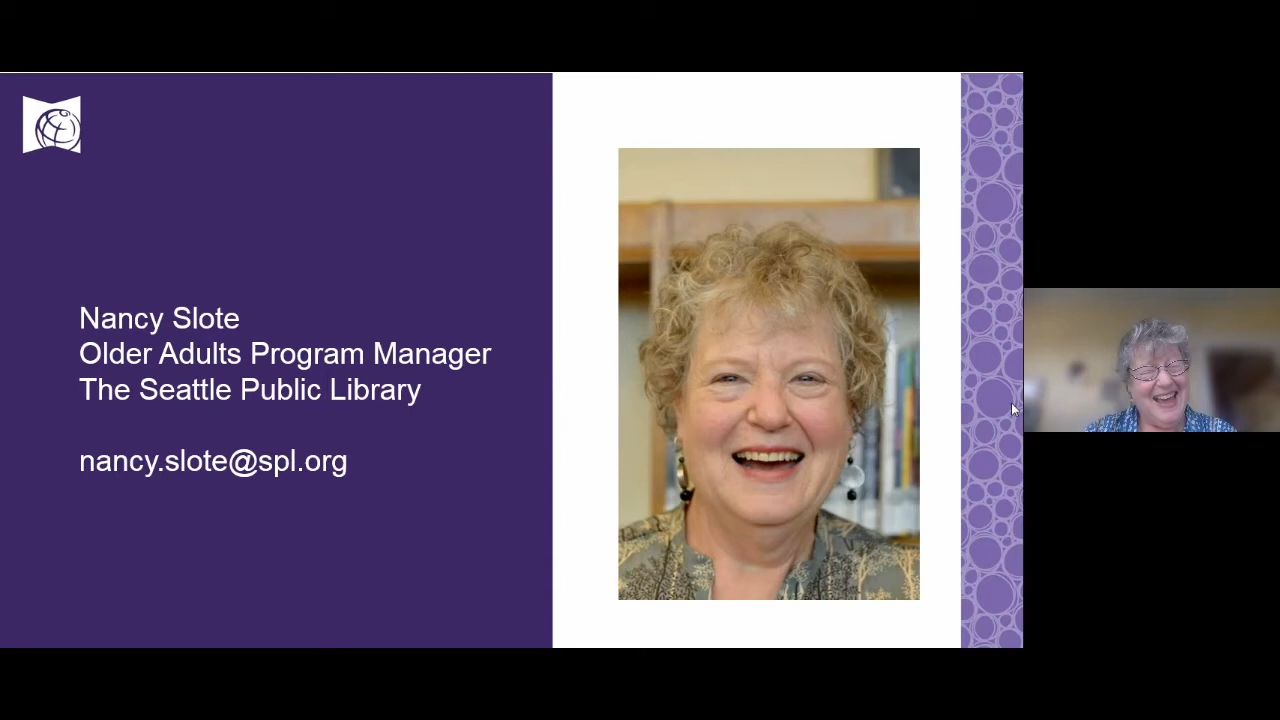 Nancy Slote
Older Adults Program Manager
The Seattle Public Library
nancy.slote@spl.org